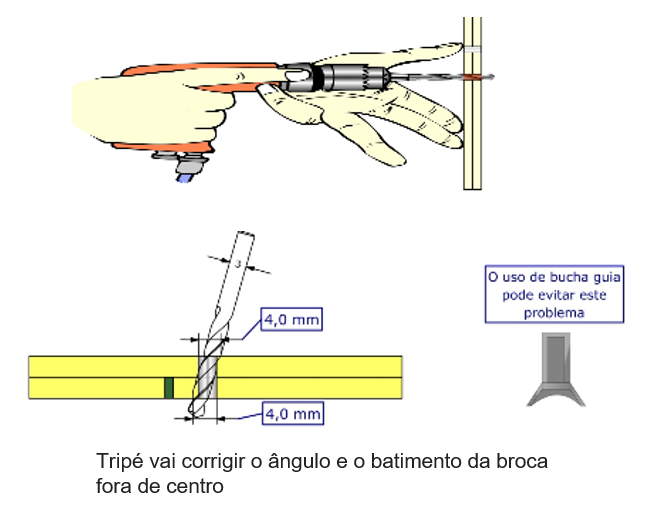 O uso de bucha guia
pode evitar este
problema
3
4,0 mm
4,0 mm
Tripé vai corrigir o ângulo e o batimento da broca
fora de centro